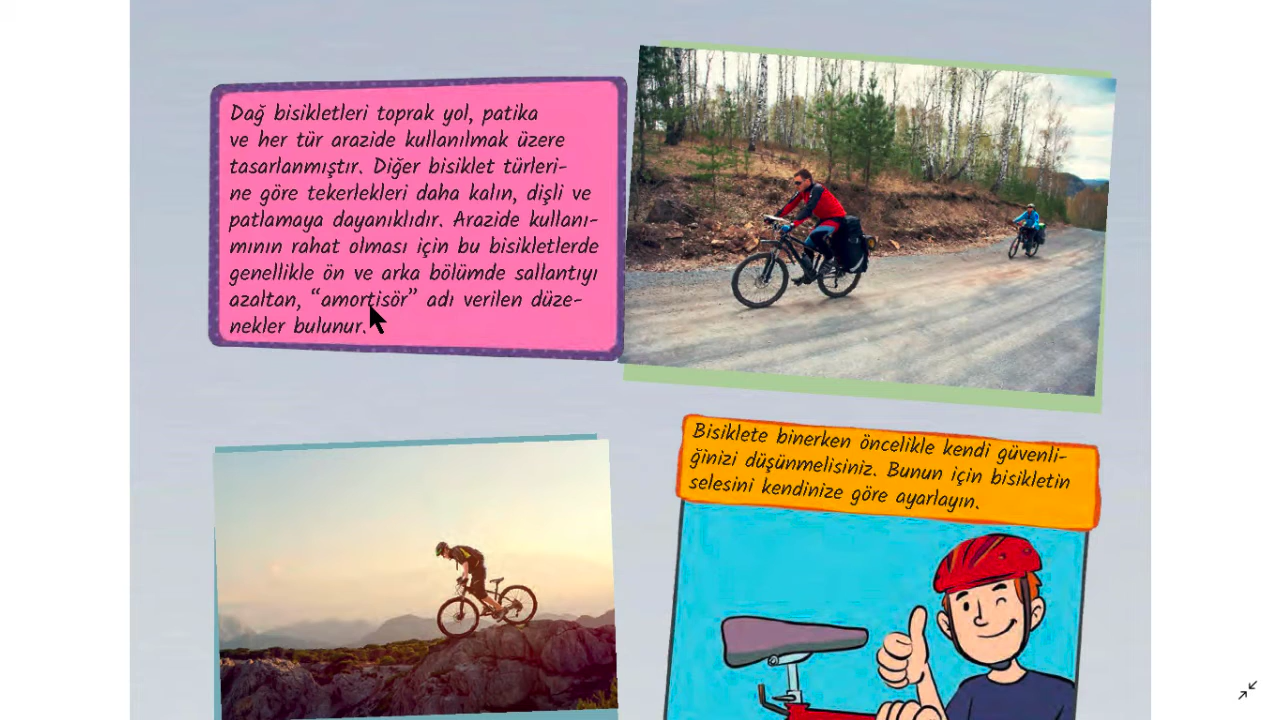 Dağ bisikletleri toprak yol, patika
ve her tür arazide kullanılmak üzere
tasarlanmıştır. Diğer bisiklet türleri-
ne göre tekerlekleri daha kalın, dişli ve
patlamaya dayanıklıdır. Arazide kullanı-
mının rahat olması için bu bisikletlerde
genellikle ön ve arka bölümde sallantıyı
azaltan, “amortisör” adı verilen düze-
nekler bulunur.
Bisiklete binerken öncelikle kendi güvenli-
ğinizi düşünmelisiniz. Bunun için bisikletin
selesini kendinize göre ayarlayın.